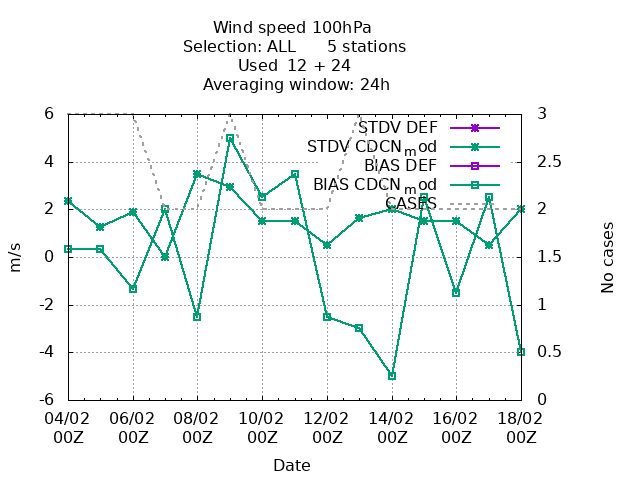 Wind speed 100hPa
Selection: ALL 5 stations
Used 12 + 24
Averaging window: 24h
6
4
2
0
-2
-4
-6
m/s
3
2.5
2
1.5
1
0.5
0
No cases
STDV DEF
STDV CDCNmod
BIAS DEF
BIAS CDCNmod
CASES
04/02 06/02 08/02 10/02 12/02 14/02 16/02 18/02
00Z 00Z 00Z 00Z 00Z 00Z 00Z 00Z
Date